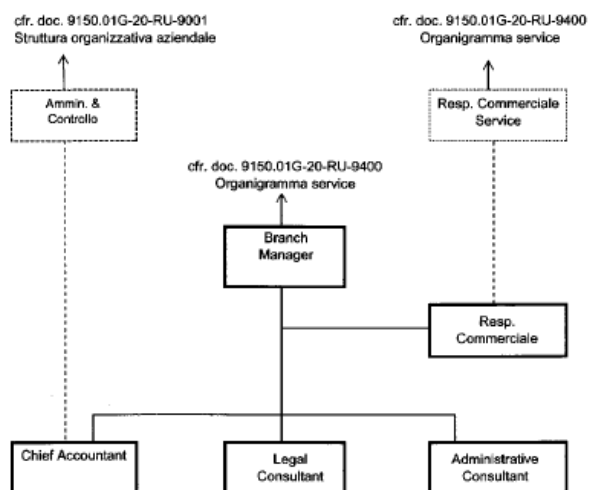 cfr. doc. 9150.01G-20-RU-9001
Struttura organizzativa aziendale
cfr. doc. 9150.01G-20-RU-9400
Organigramma service
Ammin. &
Controllo
Resp. Commerciale
Service
cfr. doc. 9150.01G-20-RU-9400
Organigramma service
Branch
Manager
Resp.
Commerciale
Chief Accountant
Legal
Consultant
Administrative
Consultant